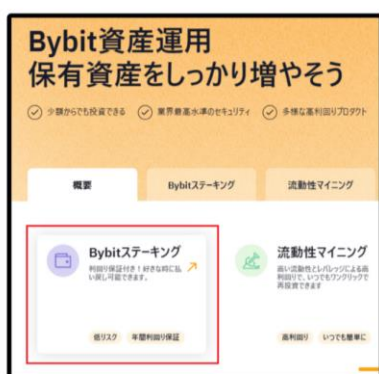 Bybit資産運用
保有資産をしっかり増やそう
少額からでも投資できる 業界最高水準のセキュリティ 多様な高利回りプロダクト
概要 Bybitステーキング 流動性マイニング
Bybitステーキング
利回り保証付き！好きな時に払
い戻し可能です。
低リスク 年間利回り保証
流動性マイニング
高い流動性とレバレッジによる高
利回りで、いつでもワンクリックで
再投資できます
高利回り いつでも簡単に